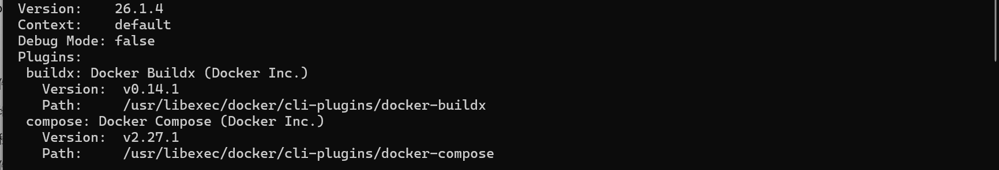 Version:    26.1.4
Context:    default
Debug Mode: false
Plugins:
 buildx: Docker Buildx (Docker Inc.)
   Version:  v0.14.1
   Path:     /usr/libexec/docker/cli-plugins/docker-buildx
 compose: Docker Compose (Docker Inc.)
   Version:  v2.27.1
   Path:     /usr/libexec/docker/cli-plugins/docker-compose